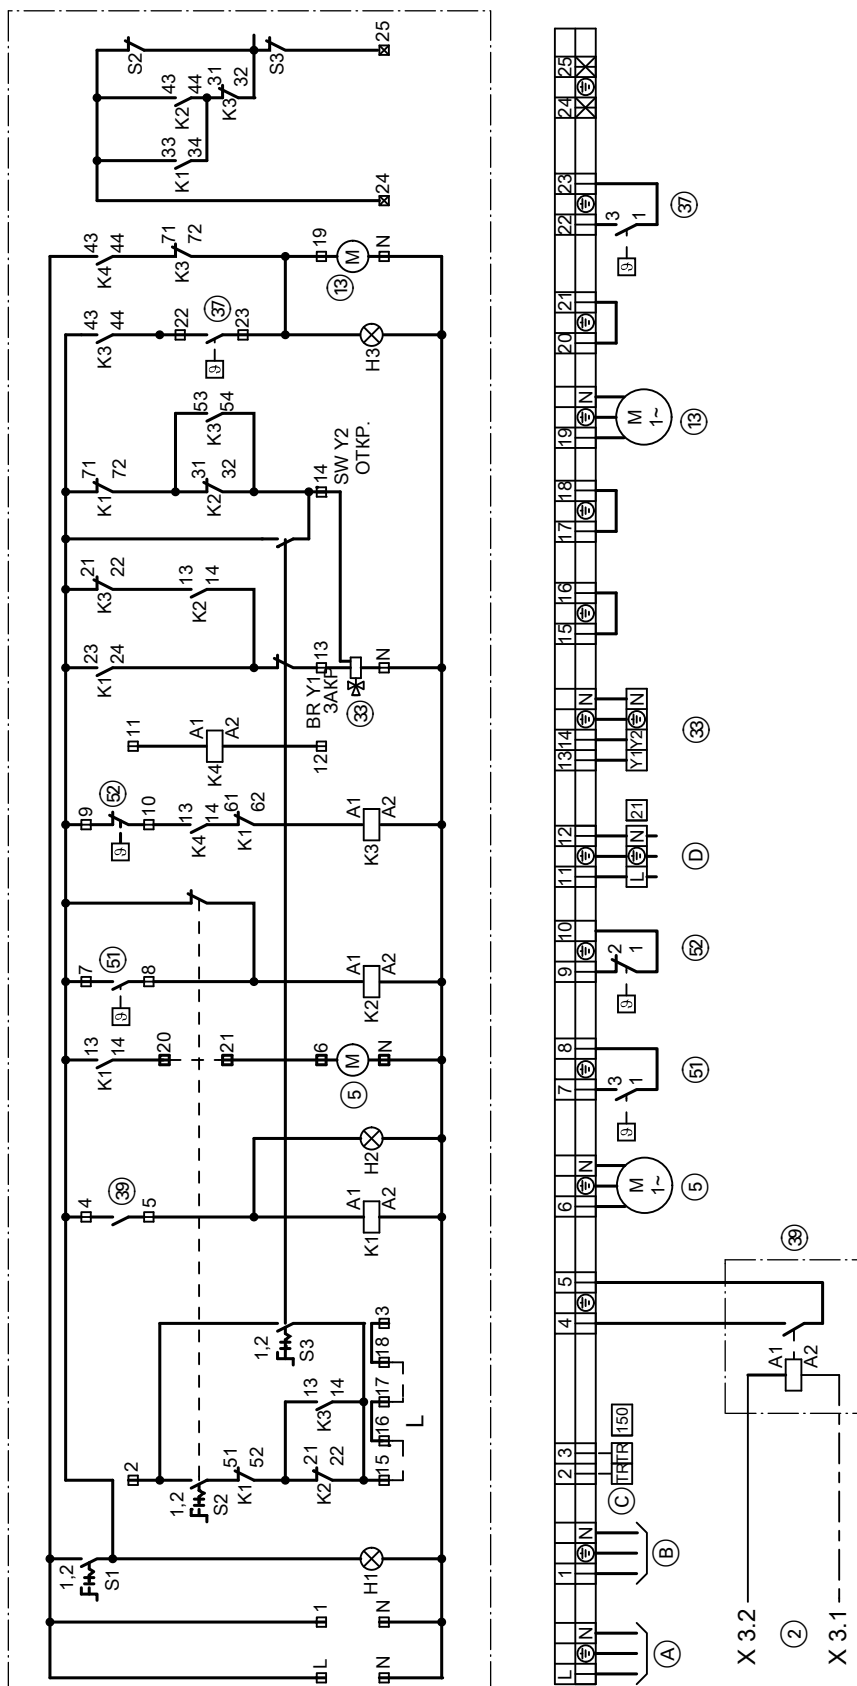 L
N
1
N
1,2
S1
H1
2
1,2
S2
51
K1
52
21
K2
22
13
K3
14
15
16
17
18
3
L
1,2
S3
4
39
5
A1
K1
A2
H2
13
K1
14
20
21
6
M
N
5
7
51
ϑ
8
A1
K2
A2
9
52
ϑ
10
13
K4
14
61
K1
62
A1
K3
A2
11
A1
K4
A2
12
23
K1
24
21
K3
22
13
K2
14
BR Y1
ЗАКР.
13
33
N
71
K1
72
31
K2
32
53
K3
54
14
SW Y2
ОТКР.
43
K3
44
22
37
ϑ
23
H3
43
K4
44
71
K3
72
19
M
13
N
24
33
K1
34
43
K2
44
31
K3
32
S2
S3
25
L N
A
1 N
B
2 3
TR TR
150
C
4 5
A1
A2
39
X 3.2
2
X 3.1
6 N
M
1~
5
7 8
3
1
ϑ
51
9 10
2
1
ϑ
52
11 12
L N
21
D
13 14 N
Y1 Y2 N
33
15 16
17 18
19 N
M
1~
13
20 21
22 23
3
1
ϑ
37
24 25